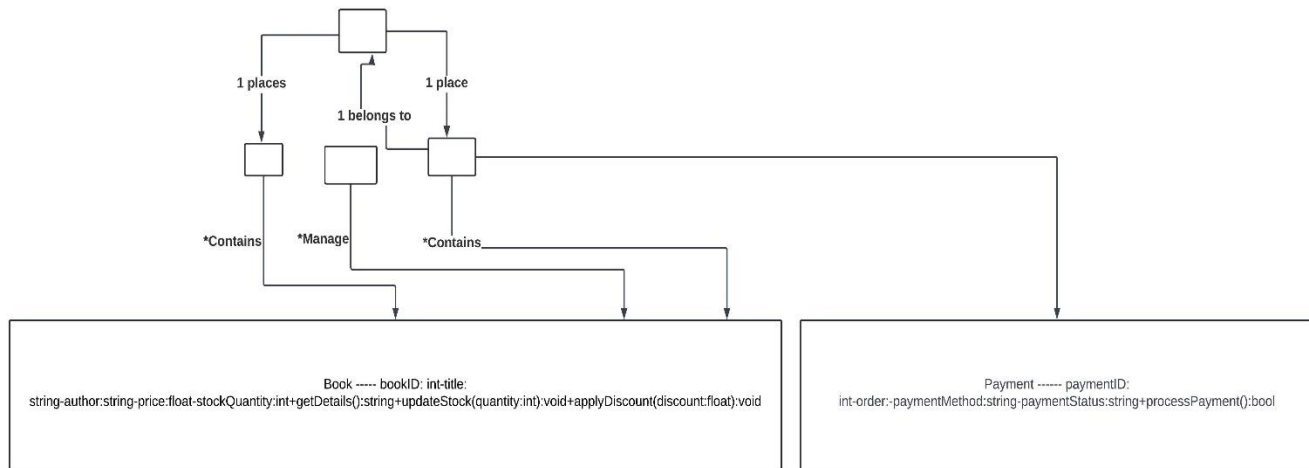 1 places
1 place
1 belongs to
*Contains
*Manage
*Contains
Book ----- bookID: int-title:
string-author:string-price:float-stockQuantity:int+getDetails():string+updateStock(quantity:int):void+applyDiscount(discount:float):void
Payment ------ paymentID:
int-order:-paymentMethod:string-paymentStatus:string+processPayment():bool